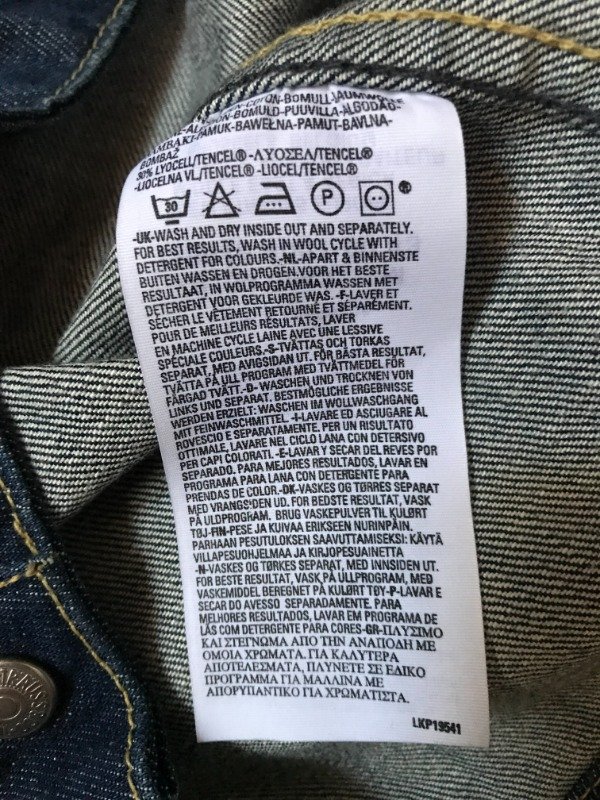 -COTON-BOMULL-BAUMWOLLE-
-BOMULD-PUUVILLA-ALGODÃO-
BAMBAKI-PAMUK-BAWEŁNA-PAMUT-BAVLNA-
BOMBAŽ
30% LYOCELL/TENCEL® -ΛΥΟΣΕΛ/TENCEL®
-LIOCELNA VL/TENCEL® -LIOCEL/TENCEL®
30 P
-UK-WASH AND DRY INSIDE OUT AND SEPARATELY.
FOR BEST RESULTS, WASH IN WOOL CYCLE WITH
DETERGENT FOR COLOURS.-NL-APART & BINNENSTE
BUITEN WASSEN EN DROGEN.VOOR HET BESTE
RESULTAAT, IN WOLPROGRAMMA WASSEN MET
DETERGENT VOOR GEKLEURDE WAS. -F-LAVER ET
SÉCHER LE VÊTEMENT RETOURNÉ ET SÉPARÉMENT.
POUR DE MEILLEURS RÉSULTATS, LAVER
EN MACHINE CYCLE LAINE AVEC UNE LESSIVE
SPÉCIALE COULEURS.-S-TVÄTTAS OCH TORKAS
SEPARAT, MED AVIGSIDAN UT. FÖR BÄSTA RESULTAT,
TVÄTTA PÅ ULL PROGRAM MED TVÄTTMEDEL FÖR
FÄRGAD TVÄTT.-D- WASCHEN UND TROCKNEN VON
LINKS UND SEPARAT. BESTMÖGLICHE ERGEBNISSE
WERDEN ERZIELT: WASCHEN IM WOLLWASCHGANG
MIT FEINWASCHMITTEL. -I-LAVARE ED ASCIUGARE AL
ROVESCIO E SEPARATAMENTE. PER UN RISULTATO
OTTIMALE, LAVARE NEL CICLO LANA CON DETERSIVO
PER CAPI COLORATI. -E-LAVAR Y SECAR DEL REVES POR
SEPARADO. PARA MEJORES RESULTADOS, LAVAR EN
PROGRAMA PARA LANA CON DETERGENTE PARA
PRENDAS DE COLOR.-DK-VASKES OG TØRRES SEPARAT
MED VRANGSIDEN UD. FOR BEDSTE RESULTAT, VASK
PÅ ULDPROGRAM. BRUG VASKEPULVER TIL KULØRT
TØJ-FIN-PESE JA KUIVAA ERIKSEEN NURINPÄIN.
PARHAAN PESUTULOKSEN SAAVUTTAMISEKSI: KÄYTÄ
VILLAPESUOHJELMAA JA KIRJOPESUAINETTA
-N-VASKES OG TØRKES SEPARAT, MED INNSIDEN UT.
FOR BESTE RESULTAT, VASK PÅ ULLPROGRAM, MED
VASKEMIDDEL BEREGNET PÅ KULØRT TØY-P-LAVAR E
SECAR DO AVESSO SEPARADAMENTE. PARA
MELHORES RESULTADOS, LAVAR EM PROGRAMA DE
LÃS COM DETERGENTE PARA CORES-GR-ΠΛΥΣΙΜΟ
ΚΑΙ ΣΤΕΓΝΩΜΑ ΑΠΟ ΤΗΝ ΑΝΑΠΟΔΗ ΜΕ
ΟΜΟΙΑ ΧΡΩΜΑΤΑ. ΓΙΑ ΚΑΛΥΤΕΡΑ
ΑΠΟΤΕΛΕΣΜΑΤΑ, ΠΛΥΝΕΤΕ ΣΕ ΕΔΙΚΟ
ΠΡΟΓΡΑΜΜΑ ΓΙΑ ΜΑΛΛΙΝΑ ΜΕ
ΑΠΟΡΥΠΑΝΤΙΚΟ ΓΙΑ ΧΡΩΜΑΤΙΣΤΑ.
LKP19541